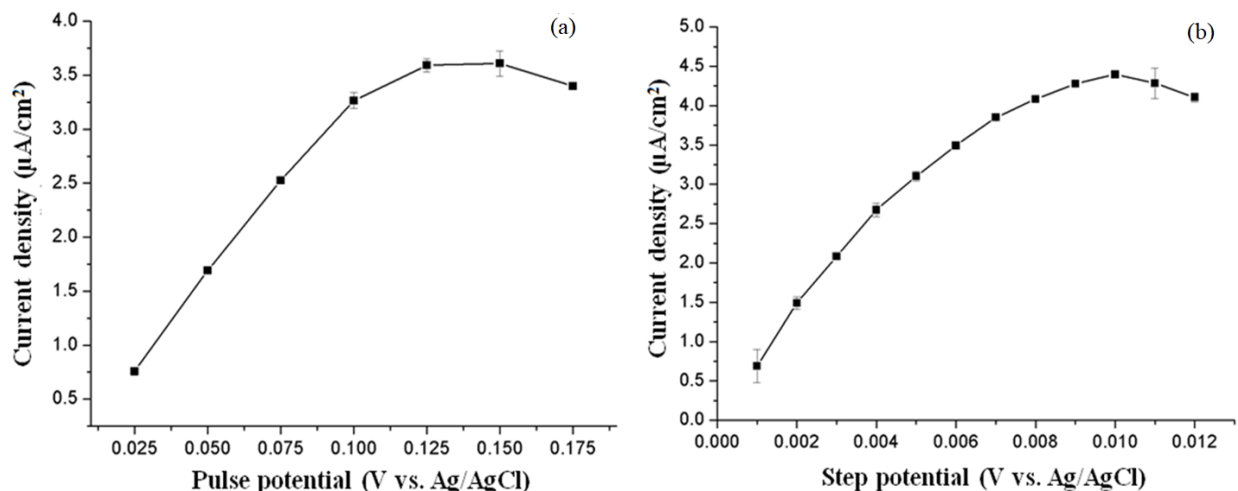 (a)
4.0
3.5
3.0
2.5
2.0
1.5
1.0
0.5
Current density (µA/cm²)
0.025 0.050 0.075 0.100 0.125 0.150 0.175
Pulse potential (V vs. Ag/AgCl)
(b)
5.0
4.5
4.0
3.5
3.0
2.5
2.0
1.5
1.0
0.5
0.0
Current density (µA/cm²)
0.000 0.002 0.004 0.006 0.008 0.010 0.012
Step potential (V vs. Ag/AgCl)